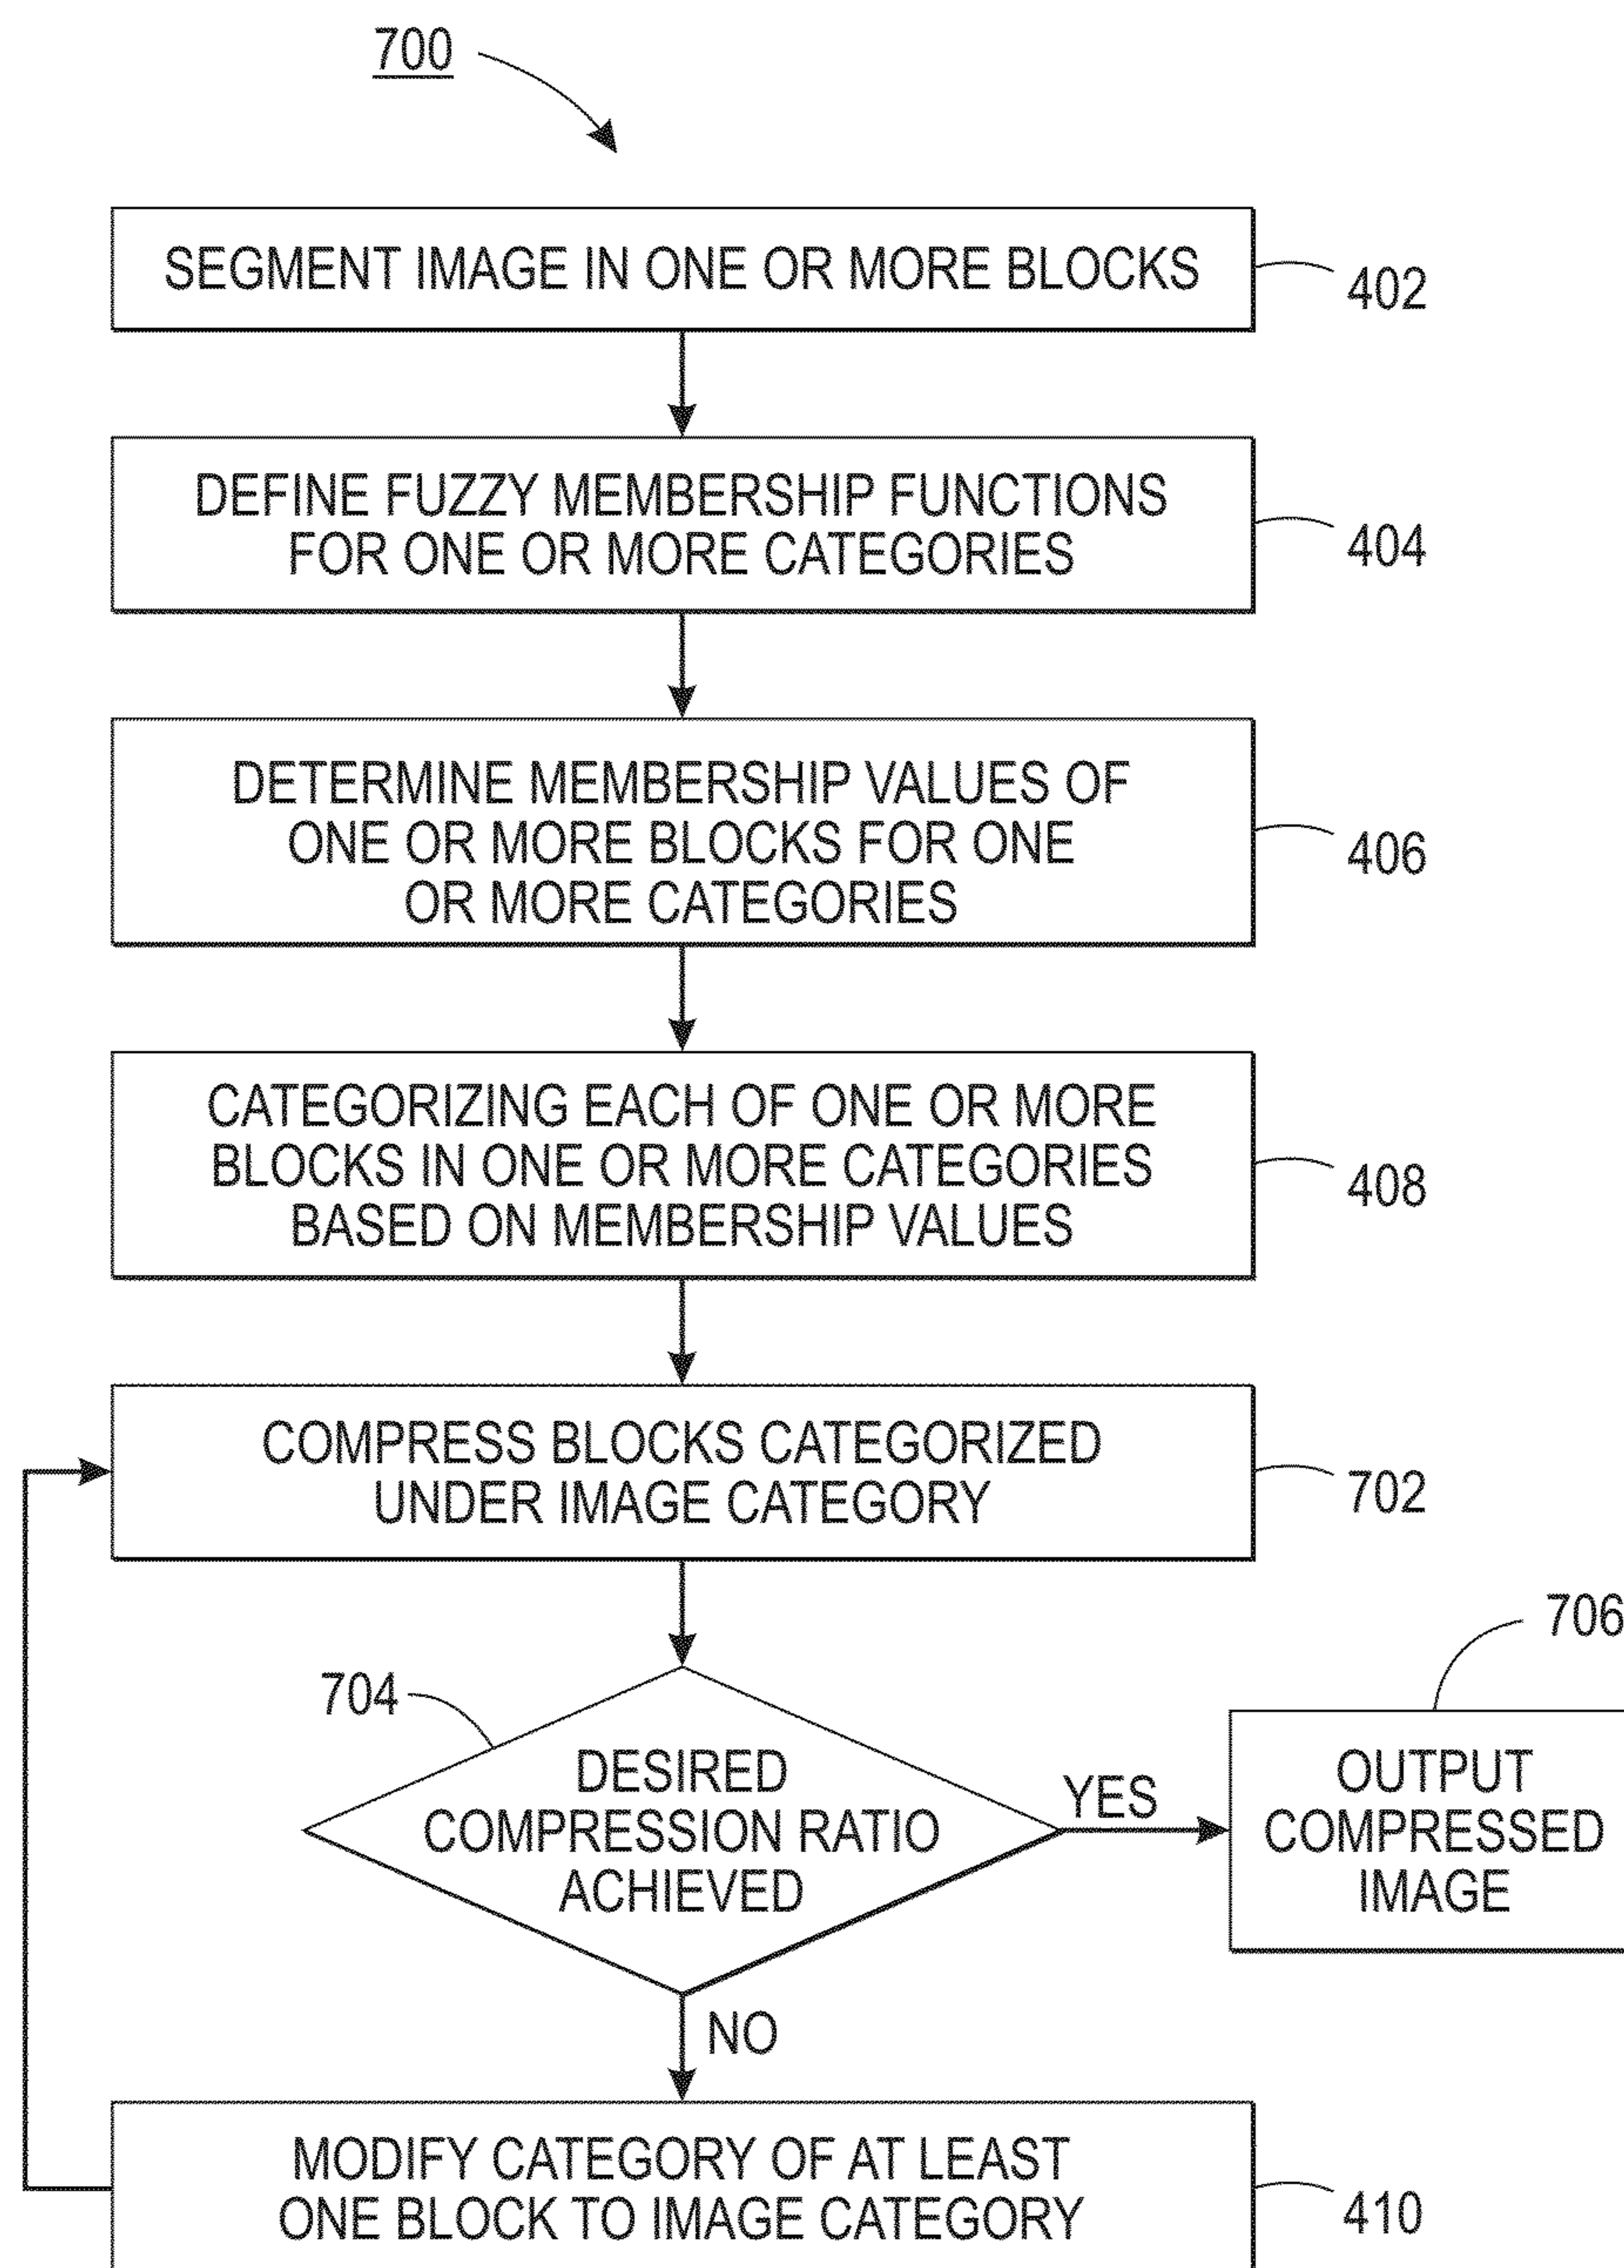 700
SEGMENT IMAGE IN ONE OR MORE BLOCKS
402
DEFINE FUZZY MEMBERSHIP FUNCTIONS
FOR ONE OR MORE CATEGORIES
404
DETERMINE MEMBERSHIP VALUES OF
ONE OR MORE BLOCKS FOR ONE
OR MORE CATEGORIES
406
CATEGORIZING EACH OF ONE OR MORE
BLOCKS IN ONE OR MORE CATEGORIES
BASED ON MEMBERSHIP VALUES
408
COMPRESS BLOCKS CATEGORIZED
UNDER IMAGE CATEGORY
702
704
DESIRED
COMPRESSION RATIO
ACHIEVED
YES
706
OUTPUT
COMPRESSED
IMAGE
NO
MODIFY CATEGORY OF AT LEAST
ONE BLOCK TO IMAGE CATEGORY
410